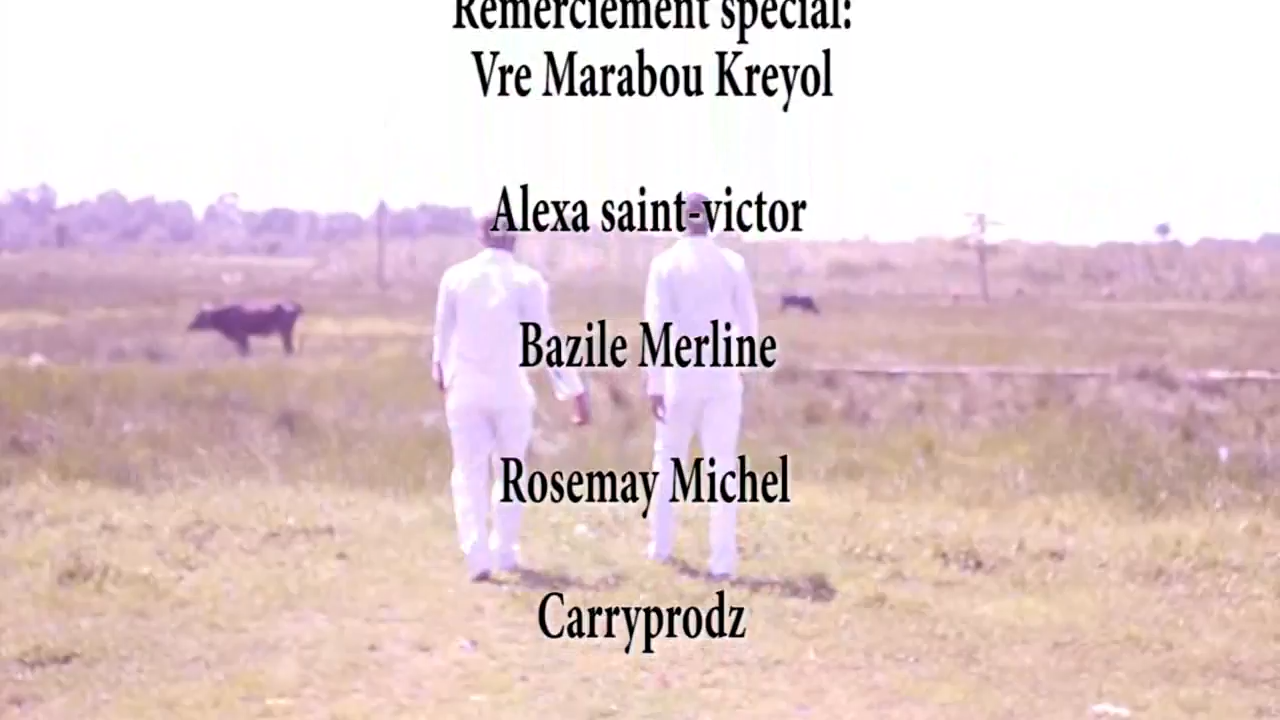 Remerciement special:
Vre Marabou Kreyol
Alexa saint-victor
Bazile Merline
Rosemay Michel
Carryprodz